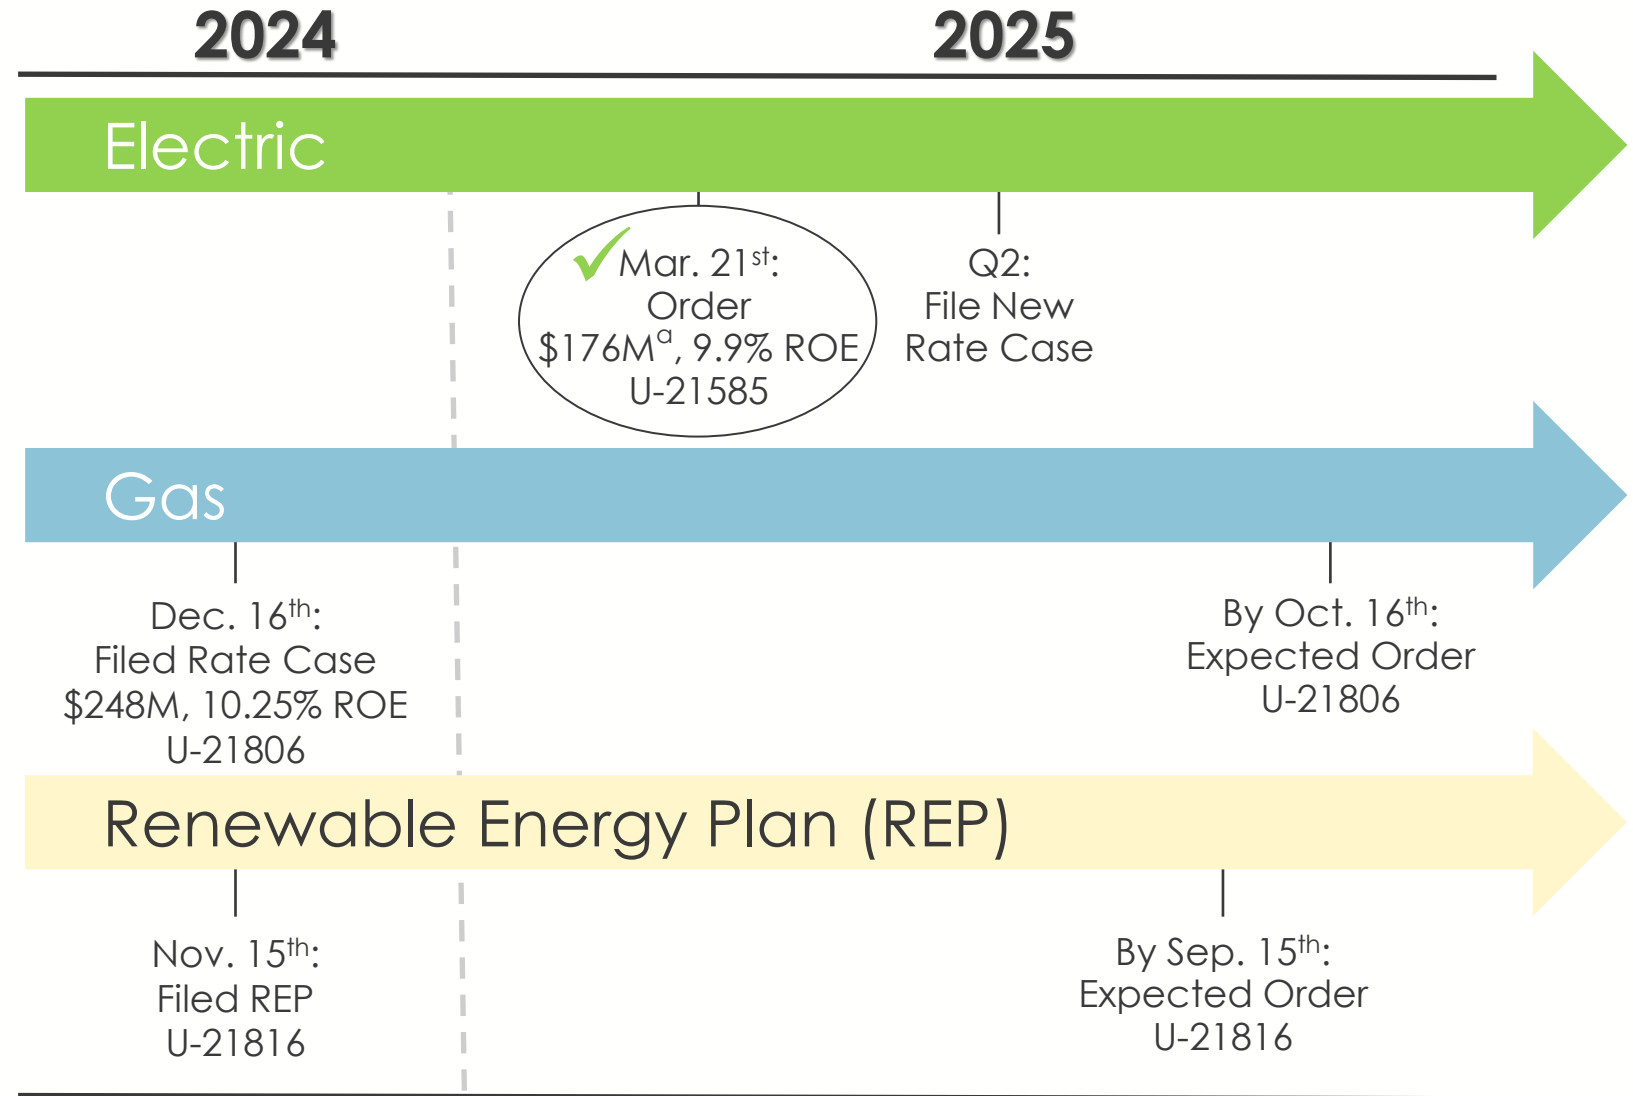 2024
2025
Electric
Mar. 21st:
Order
$176Mᵃ, 9.9% ROE
U-21585
Q2:
File New
Rate Case
Gas
Dec. 16th:
Filed Rate Case
$248M, 10.25% ROE
U-21806
By Oct. 16th:
Expected Order
U-21806
Renewable Energy Plan (REP)
Nov. 15th:
Filed REP
U-21816
By Sep. 15th:
Expected Order
U-21816